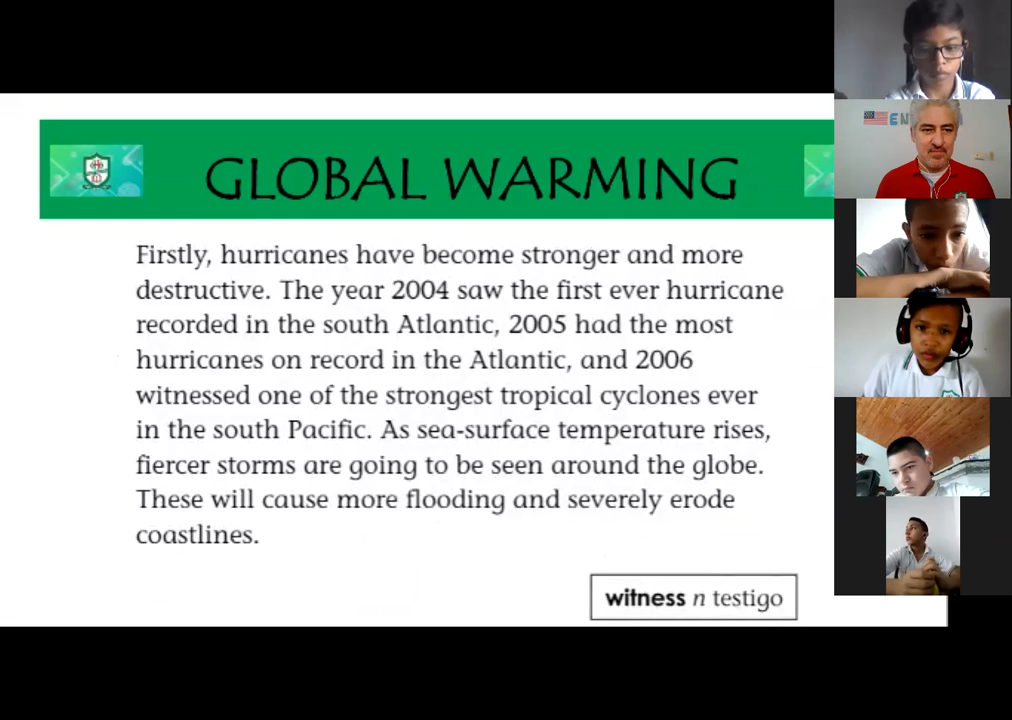 GLOBAL WARMING
Firstly, hurricanes have become stronger and more
destructive. The year 2004 saw the first ever hurricane
recorded in the south Atlantic, 2005 had the most
hurricanes on record in the Atlantic, and 2006
witnessed one of the strongest tropical cyclones ever
in the south Pacific. As sea-surface temperature rises,
fiercer storms are going to be seen around the globe.
These will cause more flooding and severely erode
coastlines.
witness n testigo